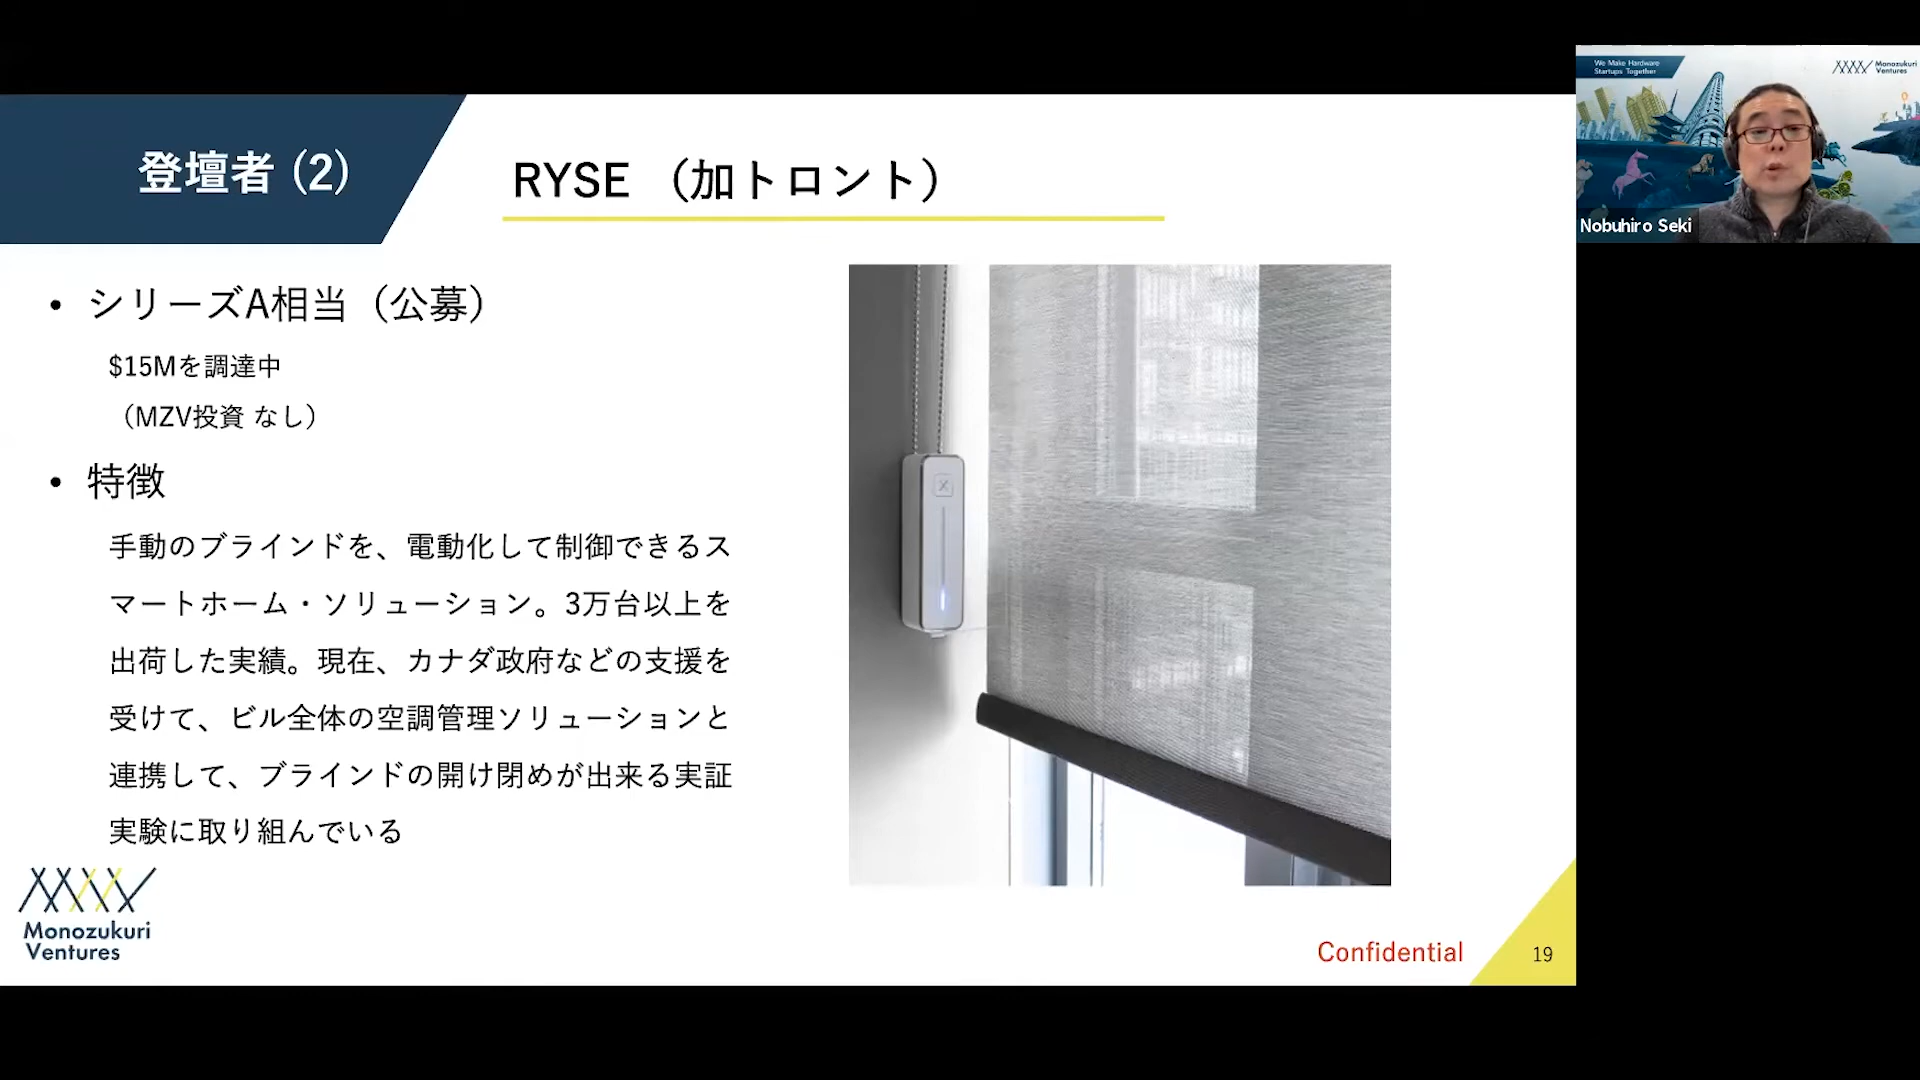 登壇者 (2)
RYSE （加トロント）
• シリーズA相当（公募）
$15Mを調達中
（MZV投資 なし）
• 特徴
手動のブラインドを、電動化して制御できるス
マートホーム・ソリューション。3万台以上を
出荷した実績。現在、カナダ政府などの支援を
受けて、ビル全体の空調管理ソリューションと
連携して、ブラインドの開け閉めが出来る実証
実験に取り組んでいる
Monozukuri
Ventures
Confidential
19
We Make Hardware
Startups Together
Monozukuri
Ventures
Nobuhiro Seki